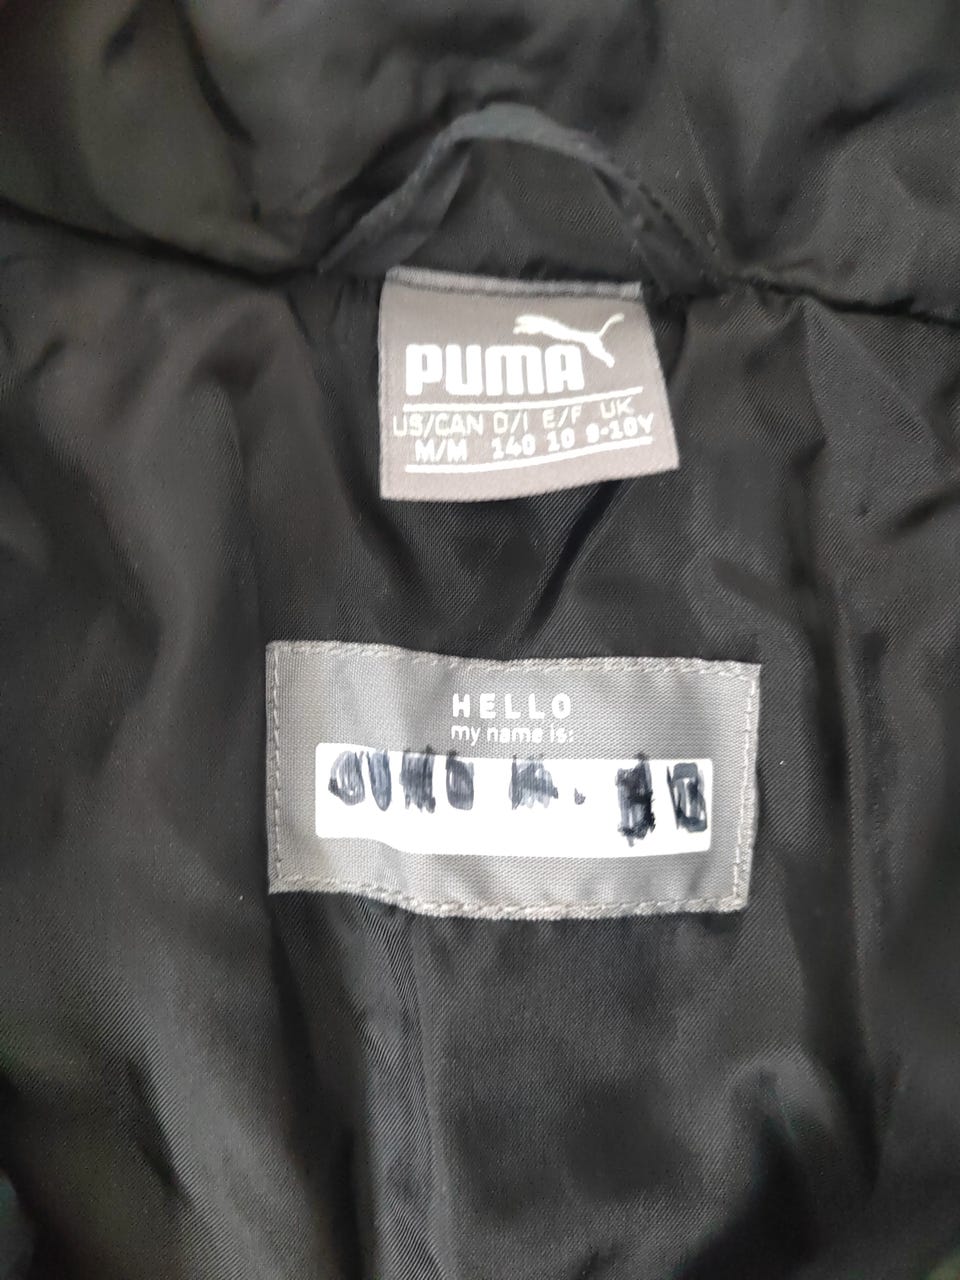 PUMA
US/CAN D/I E/F UK
M/M 140 10 9-10Y
HELLO
my name is: